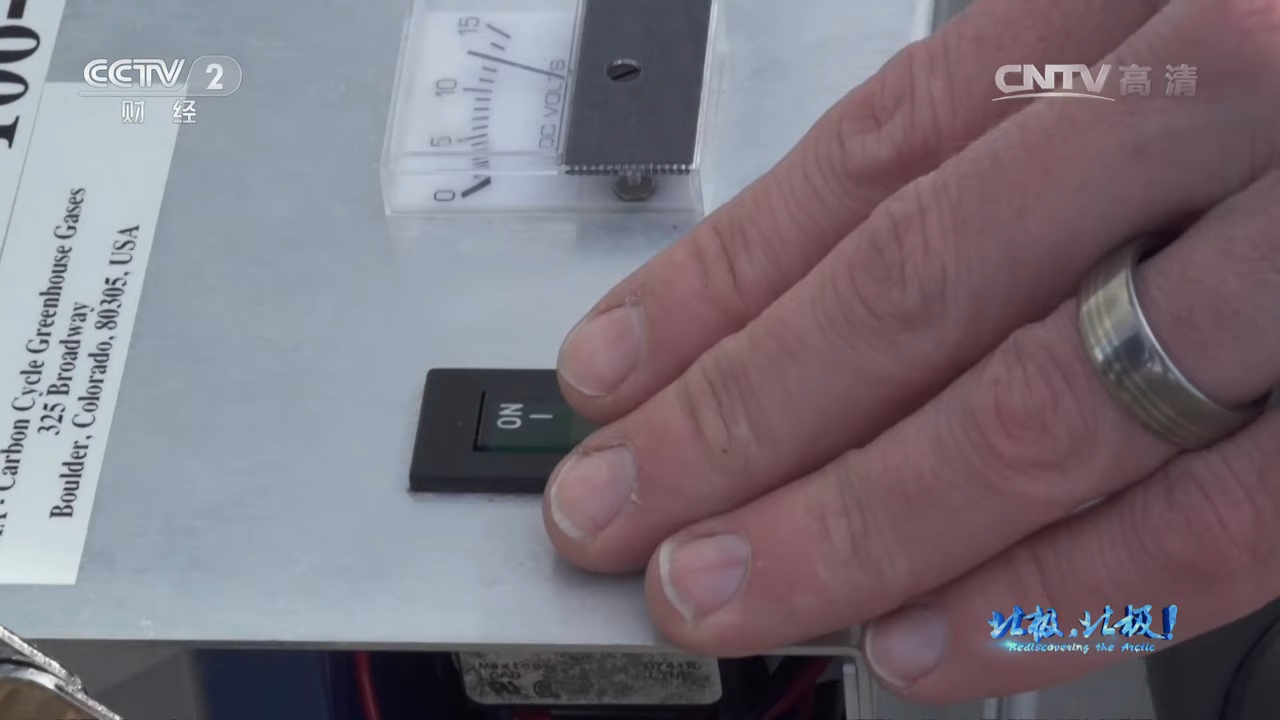 CCTV 2
财 经
CNTV 高清
100-
Carbon Cycle Greenhouse Gases
325 Broadway
Boulder, Colorado, 80305, USA
15
10
5
0
DC VOLTS
ON
北极，北极！
Rediscovering the Arctic